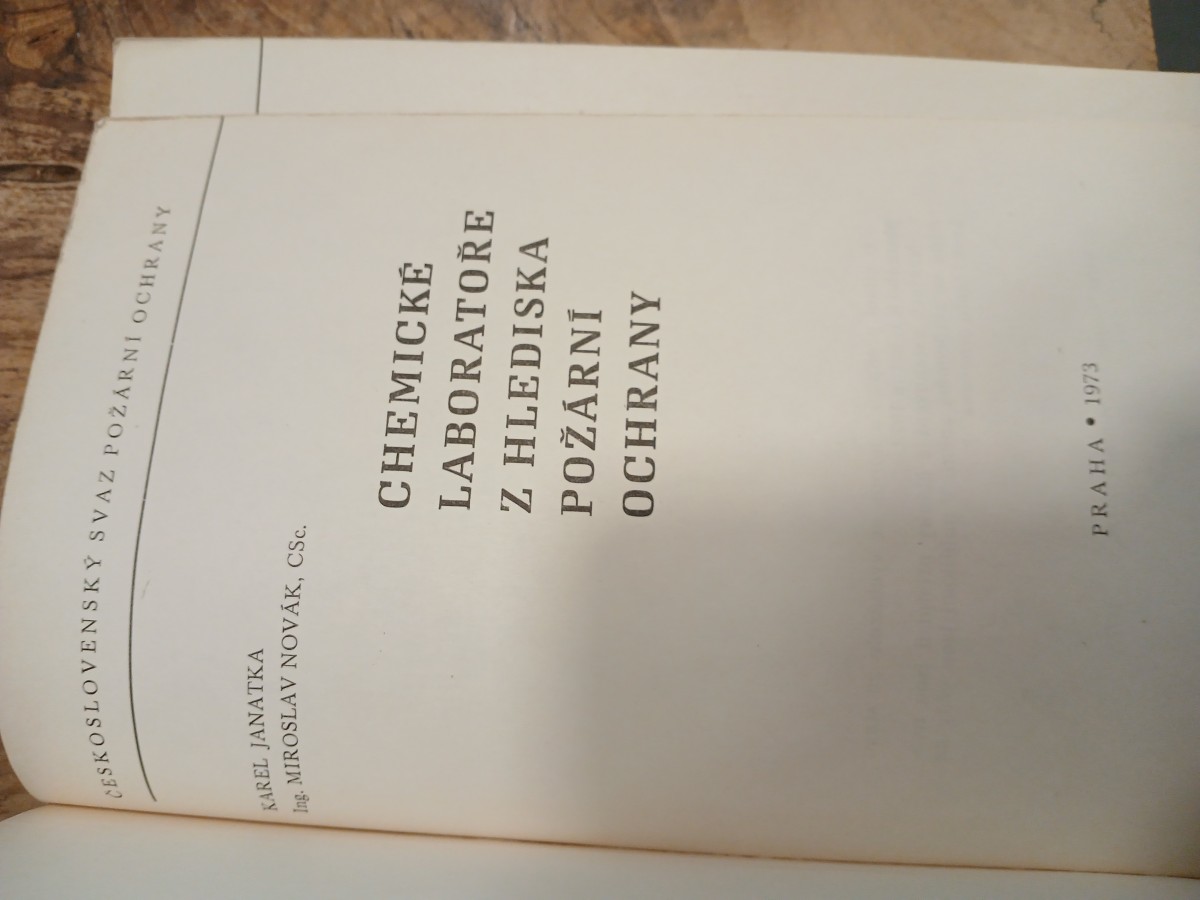 ČESKOSLOVENSKÝ SVAZ POŽÁRNÍ OCHRANY
KAREL JANATKA
Ing. MIROSLAV NOVÁK, CSc.
CHEMICKÉ
LABORATOŘE
Z HLEDISKA
POŽÁRNÍ
OCHRANY
PRAHA • 1973